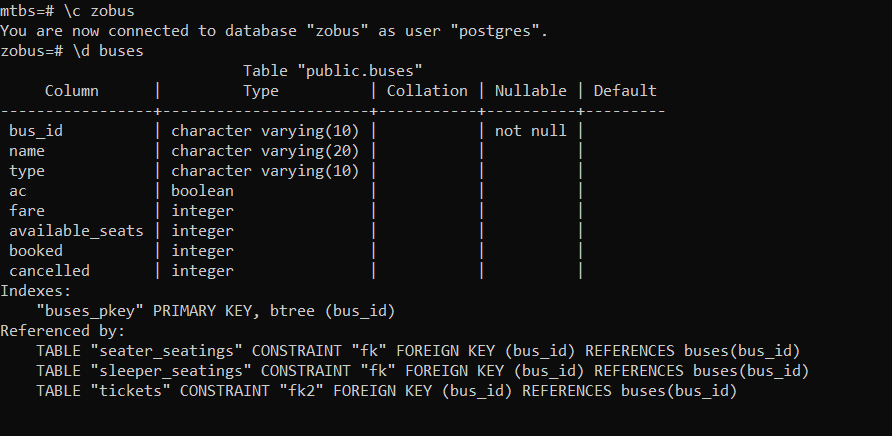 mtbs=# \c zobus
You are now connected to database "zobus" as user "postgres".
zobus=# \d buses
                           Table "public.buses"
     Column      |         Type          | Collation | Nullable | Default
-----------------+-----------------------+-----------+----------+---------
 bus_id          | character varying(10) |           | not null |
 name            | character varying(20) |           |          |
 type            | character varying(10) |           |          |
 ac              | boolean               |           |          |
 fare            | integer               |           |          |
 available_seats | integer               |           |          |
 booked          | integer               |           |          |
 cancelled       | integer               |           |          |
Indexes:
    "buses_pkey" PRIMARY KEY, btree (bus_id)
Referenced by:
    TABLE "seater_seatings" CONSTRAINT "fk" FOREIGN KEY (bus_id) REFERENCES buses(bus_id)
    TABLE "sleeper_seatings" CONSTRAINT "fk" FOREIGN KEY (bus_id) REFERENCES buses(bus_id)
    TABLE "tickets" CONSTRAINT "fk2" FOREIGN KEY (bus_id) REFERENCES buses(bus_id)